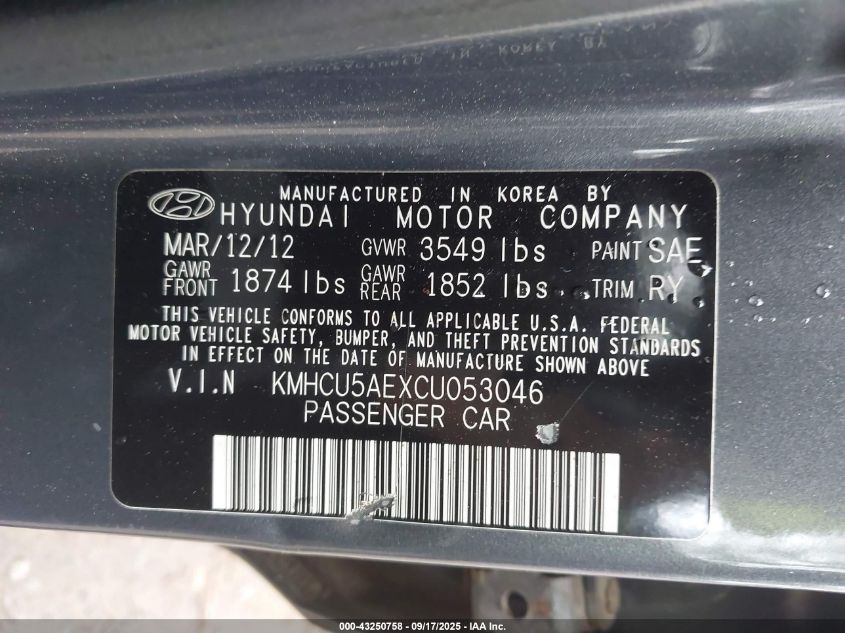 MANUFACTURED IN KOREA BY
HYUNDAI MOTOR COMPANY
MAR/12/12 GVWR 3549 lbs PAINT SAE
GAWR FRONT 1874 lbs GAWR REAR 1852 lbs TRIM RY
THIS VEHICLE CONFORMS TO ALL APPLICABLE U.S.A. FEDERAL
MOTOR VEHICLE SAFETY, BUMPER, AND THEFT PREVENTION STANDARDS
IN EFFECT ON THE DATE OF MANUFACTURE SHOWN ABOVE
V.I.N KMHCU5AEXCU053046
PASSENGER CAR
000-43250758 - 09/17/2025 - IAA Inc.